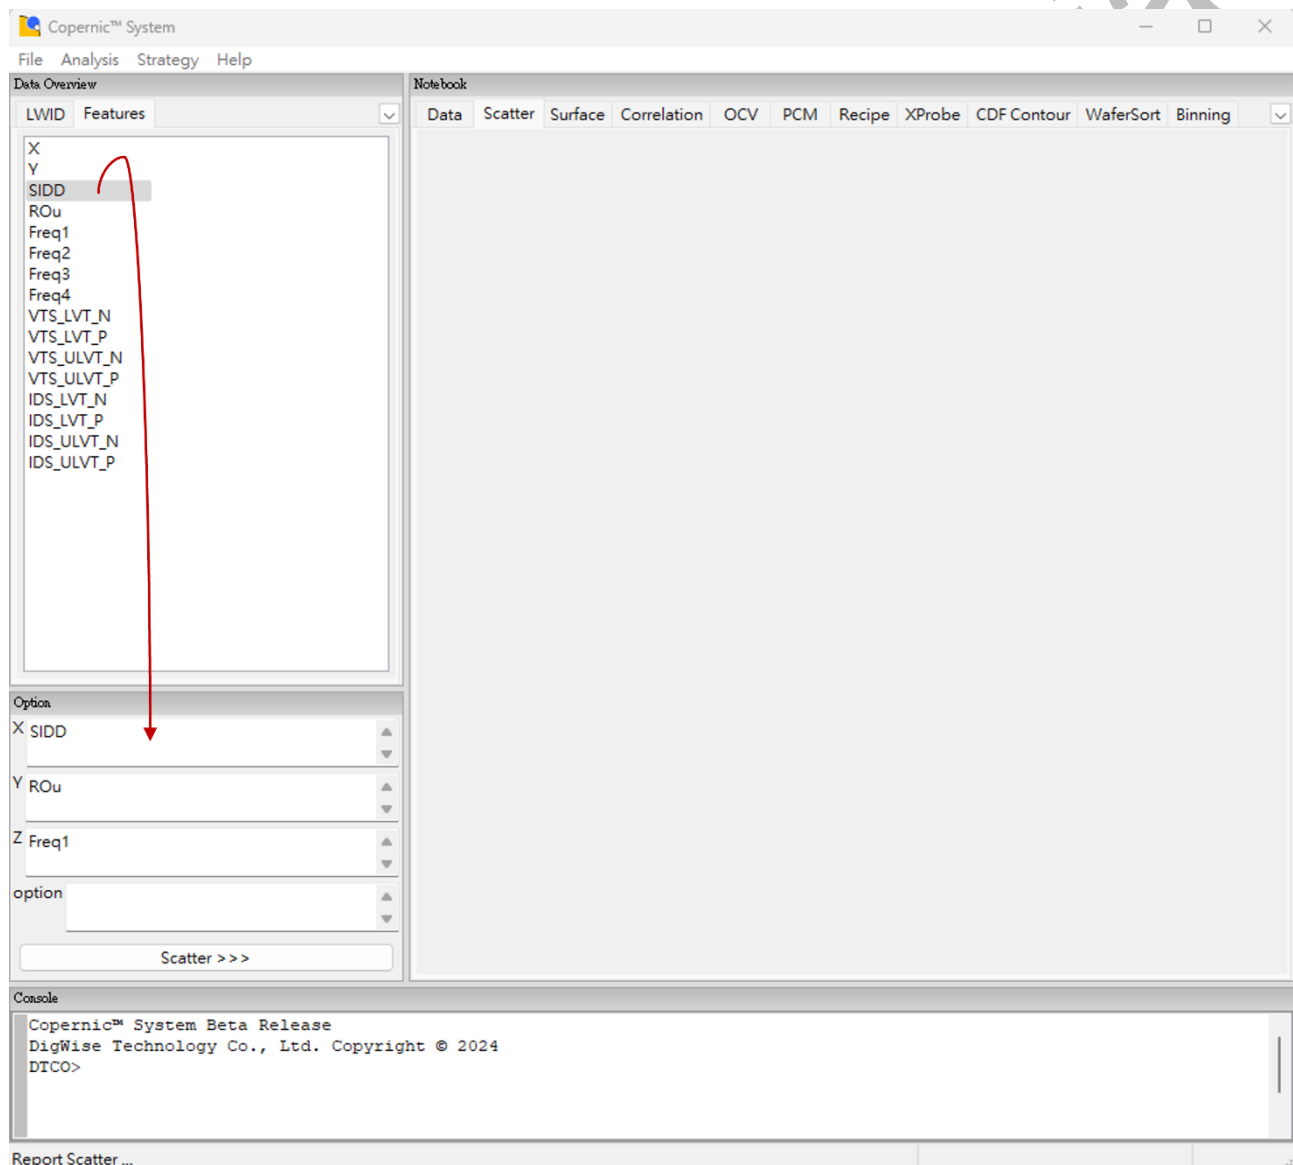 Copernic™ System
File Analysis Strategy Help
Data Overview
LWID Features
X
Y
SIDD
ROu
Freq1
Freq2
Freq3
Freq4
VTS_LVT_N
VTS_LVT_P
VTS_ULVT_N
VTS_ULVT_P
IDS_LVT_N
IDS_LVT_P
IDS_ULVT_N
IDS_ULVT_P
Option
X SIDD
Y ROu
Z Freq1
option
Scatter >>>
Notebook
Data Scatter Surface Correlation OCV PCM Recipe XProbe CDF Contour WaferSort Binning
Console
Copernic™ System Beta Release
DigWise Technology Co., Ltd. Copyright © 2024
DTCO>
Report Scatter ...